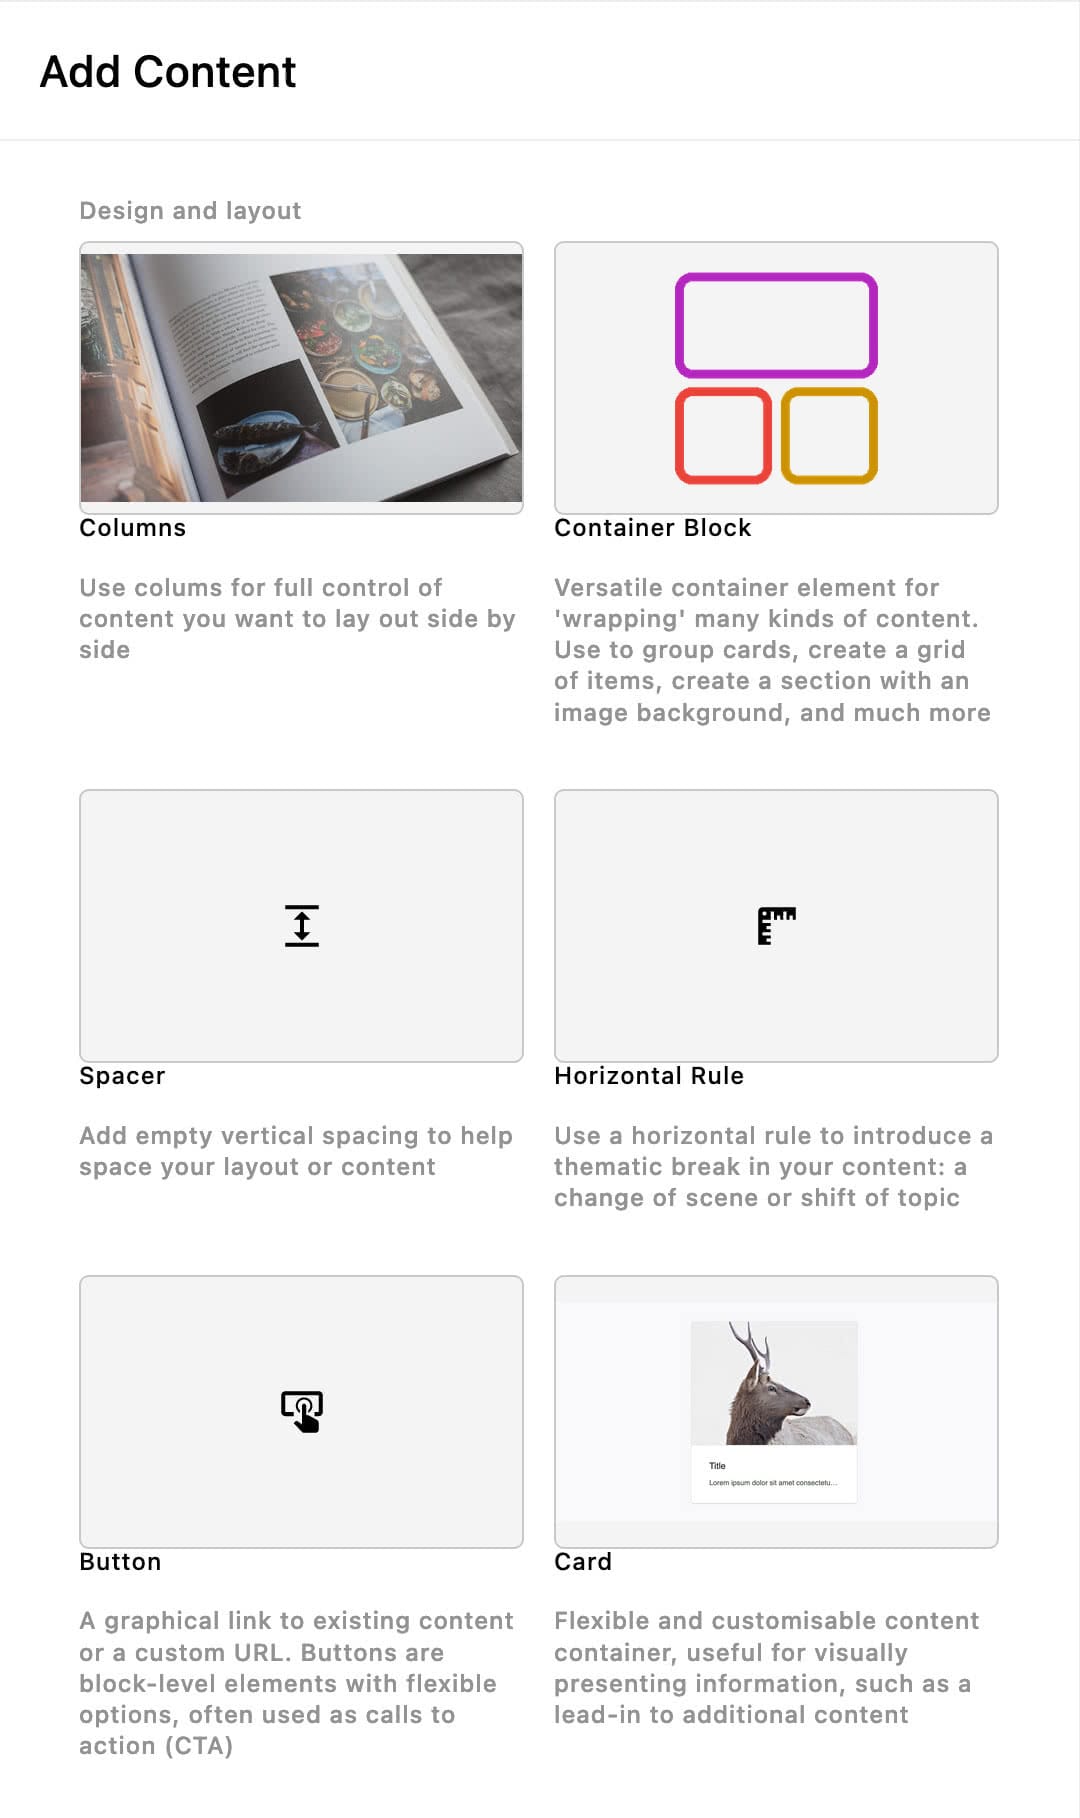 Add Content
Design and layout
Columns
Use colums for full control of
content you want to lay out side by
side
Container Block
Versatile container element for
'wrapping' many kinds of content.
Use to group cards, create a grid
of items, create a section with an
image background, and much more
Spacer
Add empty vertical spacing to help
space your layout or content
Horizontal Rule
Use a horizontal rule to introduce a
thematic break in your content: a
change of scene or shift of topic
Button
A graphical link to existing content
or a custom URL. Buttons are
block-level elements with flexible
options, often used as calls to
action (CTA)
Title
Lorem ipsum dolor sit amet consectetu...
Card
Flexible and customisable content
container, useful for visually
presenting information, such as a
lead-in to additional content